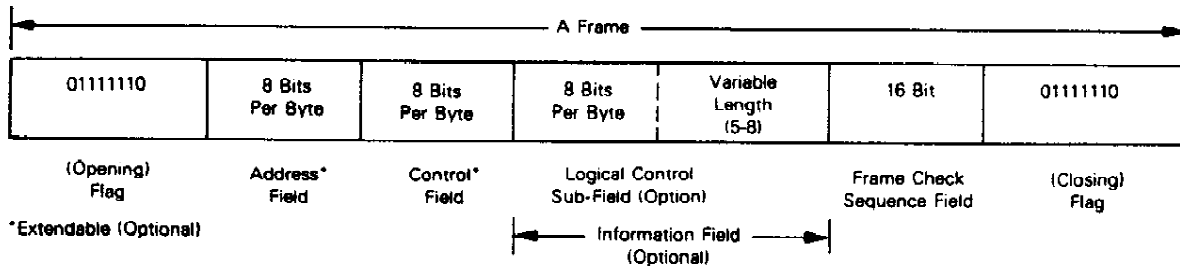 A Frame
01111110
8 Bits
Per Byte
8 Bits
Per Byte
8 Bits
Per Byte
Variable
Length
(5-8)
16 Bit
01111110
(Opening)
Flag
Address*
Field
Control*
Field
Logical Control
Sub-Field (Option)
Frame Check
Sequence Field
(Closing)
Flag
*Extendable (Optional)
Information Field
(Optional)